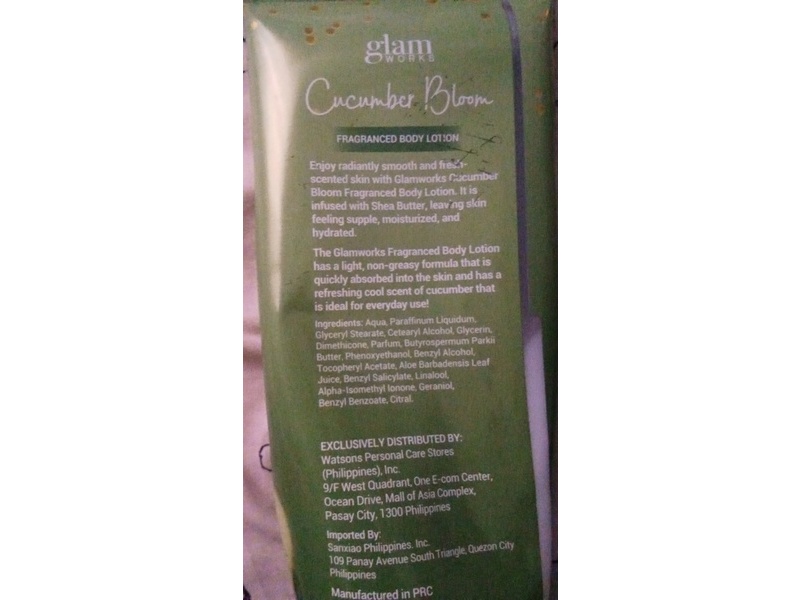 glam
WORKS
Cucumber Bloom
FRAGRANCED BODY LOTION
Enjoy radiantly smooth and fresh-
scented skin with Glamworks Cucumber
Bloom Fragranced Body Lotion. It is
infused with Shea Butter, leaving skin
feeling supple, moisturized, and
hydrated.
The Glamworks Fragranced Body Lotion
has a light, non-greasy formula that is
quickly absorbed into the skin and has a
refreshing cool scent of cucumber that
is ideal for everyday use!
Ingredients: Aqua, Paraffinum Liquidum,
Glyceryl Stearate, Cetearyl Alcohol, Glycerin,
Dimethicone, Parfum, Butyrospermum Parkii
Butter, Phenoxyethanol, Benzyl Alcohol,
Tocopheryl Acetate, Aloe Barbadensis Leaf
Juice, Benzyl Salicylate, Linalool,
Alpha-Isomethyl Ionone, Geraniol,
Benzyl Benzoate, Citral.
EXCLUSIVELY DISTRIBUTED BY:
Watsons Personal Care Stores
(Philippines), Inc.
9/F West Quadrant, One E-com Center,
Ocean Drive, Mall of Asia Complex,
Pasay City, 1300 Philippines
Imported By:
Sanxiao Philippines. Inc.
109 Panay Avenue South Triangle, Quezon City
Philippines
Manufactured in PRC